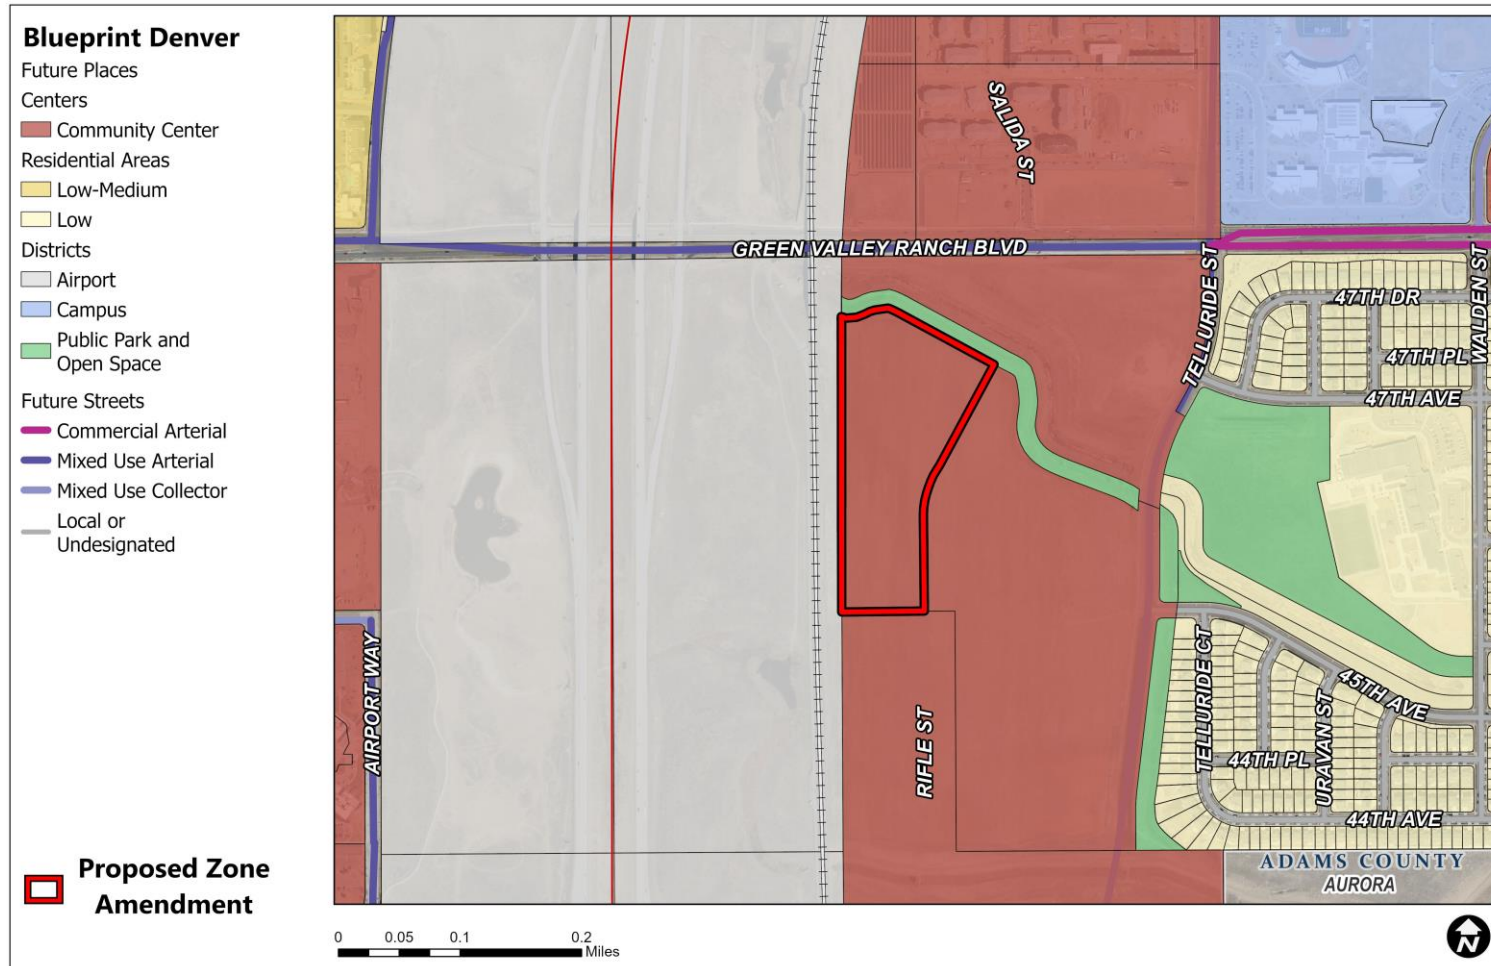 Blueprint Denver
Future Places
Centers
Community Center
Residential Areas
Low-Medium
Low
Districts
Airport
Campus
Public Park and
Open Space
Future Streets
Commercial Arterial
Mixed Use Arterial
Mixed Use Collector
Local or
Undesignated
Proposed Zone
Amendment
SALIDA ST
GREEN VALLEY RANCH BLVD
TELLURIDE ST
WALDEN ST
47TH DR
47TH PL
47TH AVE
AIRPORT WAY
RIFLE ST
TELLURIDE CT
45TH AVE
44TH PL
URAVAN ST
44TH AVE
ADAMS COUNTY
AURORA
0 0.05 0.1 0.2
Miles
N